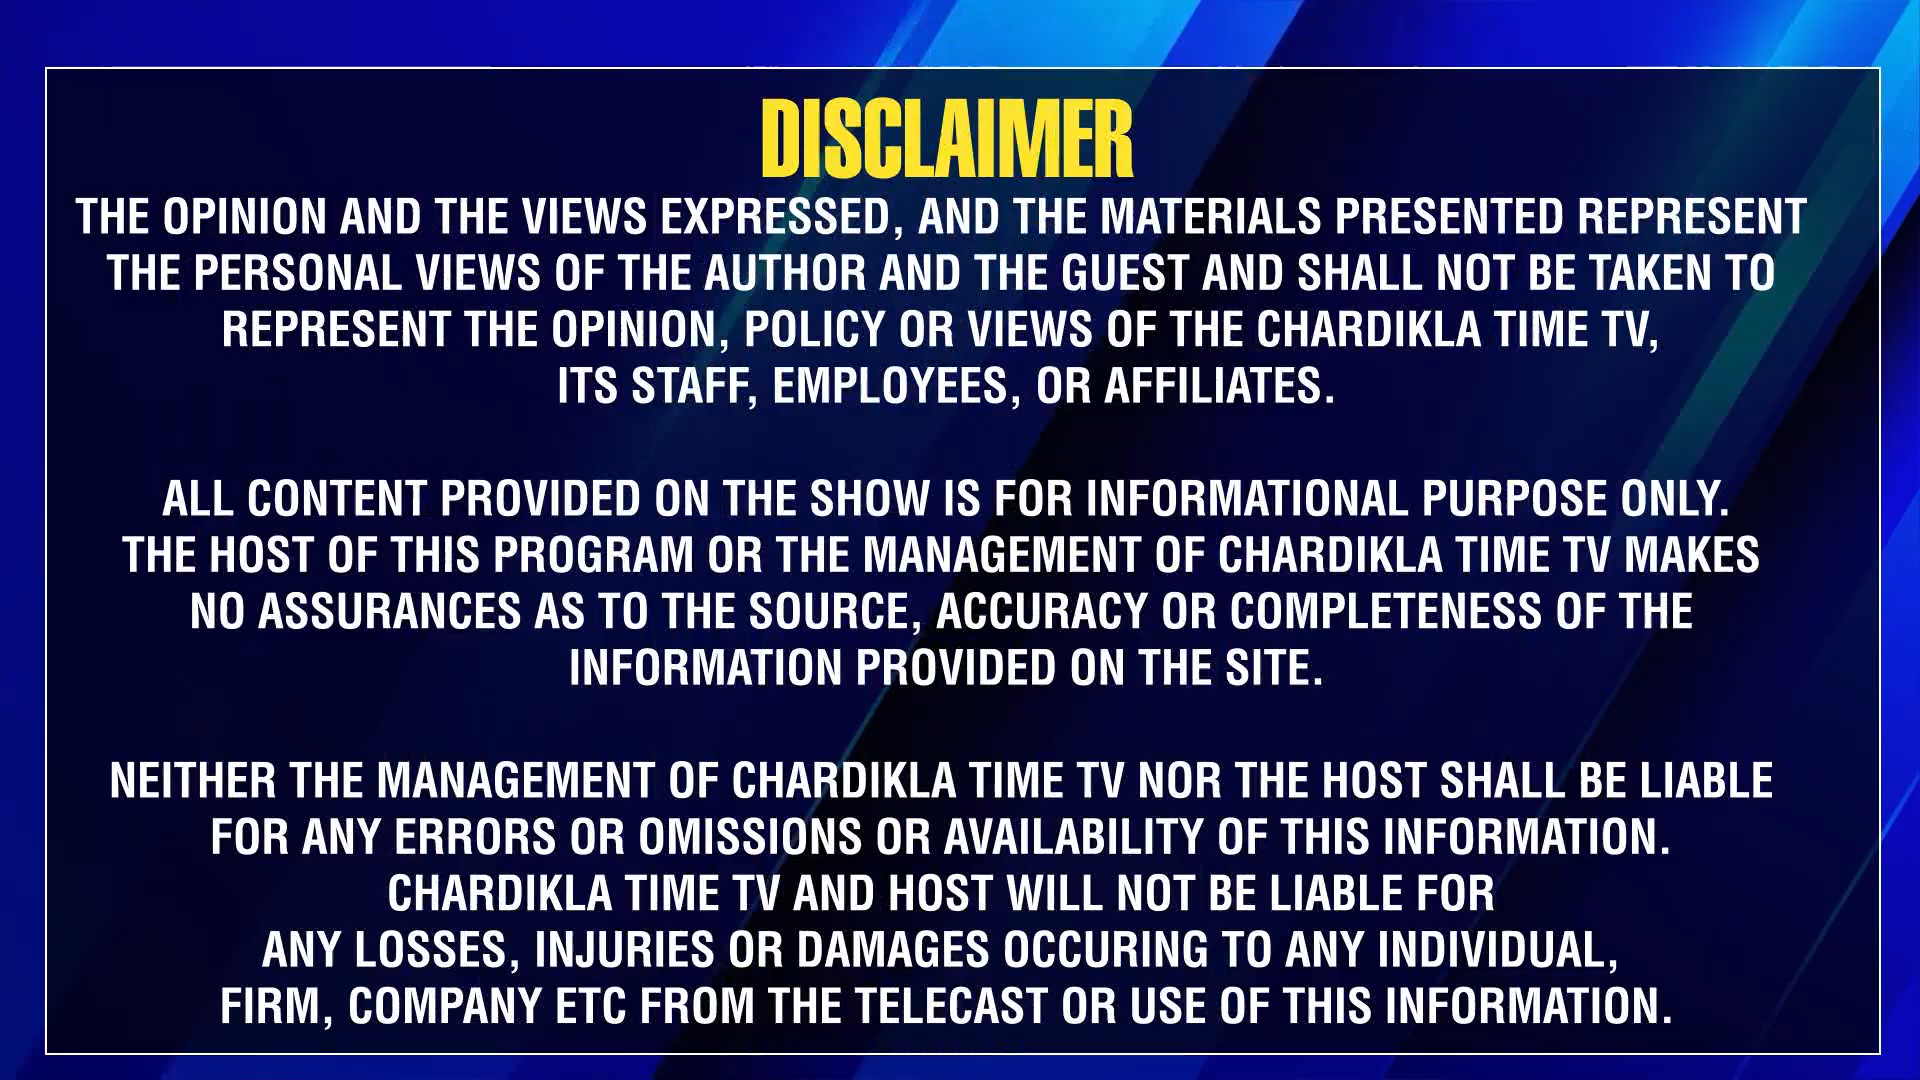 DISCLAIMER
THE OPINION AND THE VIEWS EXPRESSED, AND THE MATERIALS PRESENTED REPRESENT
THE PERSONAL VIEWS OF THE AUTHOR AND THE GUEST AND SHALL NOT BE TAKEN TO
REPRESENT THE OPINION, POLICY OR VIEWS OF THE CHARDIKLA TIME TV,
ITS STAFF, EMPLOYEES, OR AFFILIATES.
ALL CONTENT PROVIDED ON THE SHOW IS FOR INFORMATIONAL PURPOSE ONLY.
THE HOST OF THIS PROGRAM OR THE MANAGEMENT OF CHARDIKLA TIME TV MAKES
NO ASSURANCES AS TO THE SOURCE, ACCURACY OR COMPLETENESS OF THE
INFORMATION PROVIDED ON THE SITE.
NEITHER THE MANAGEMENT OF CHARDIKLA TIME TV NOR THE HOST SHALL BE LIABLE
FOR ANY ERRORS OR OMISSIONS OR AVAILABILITY OF THIS INFORMATION.
CHARDIKLA TIME TV AND HOST WILL NOT BE LIABLE FOR
ANY LOSSES, INJURIES OR DAMAGES OCCURING TO ANY INDIVIDUAL,
FIRM, COMPANY ETC FROM THE TELECAST OR USE OF THIS INFORMATION.